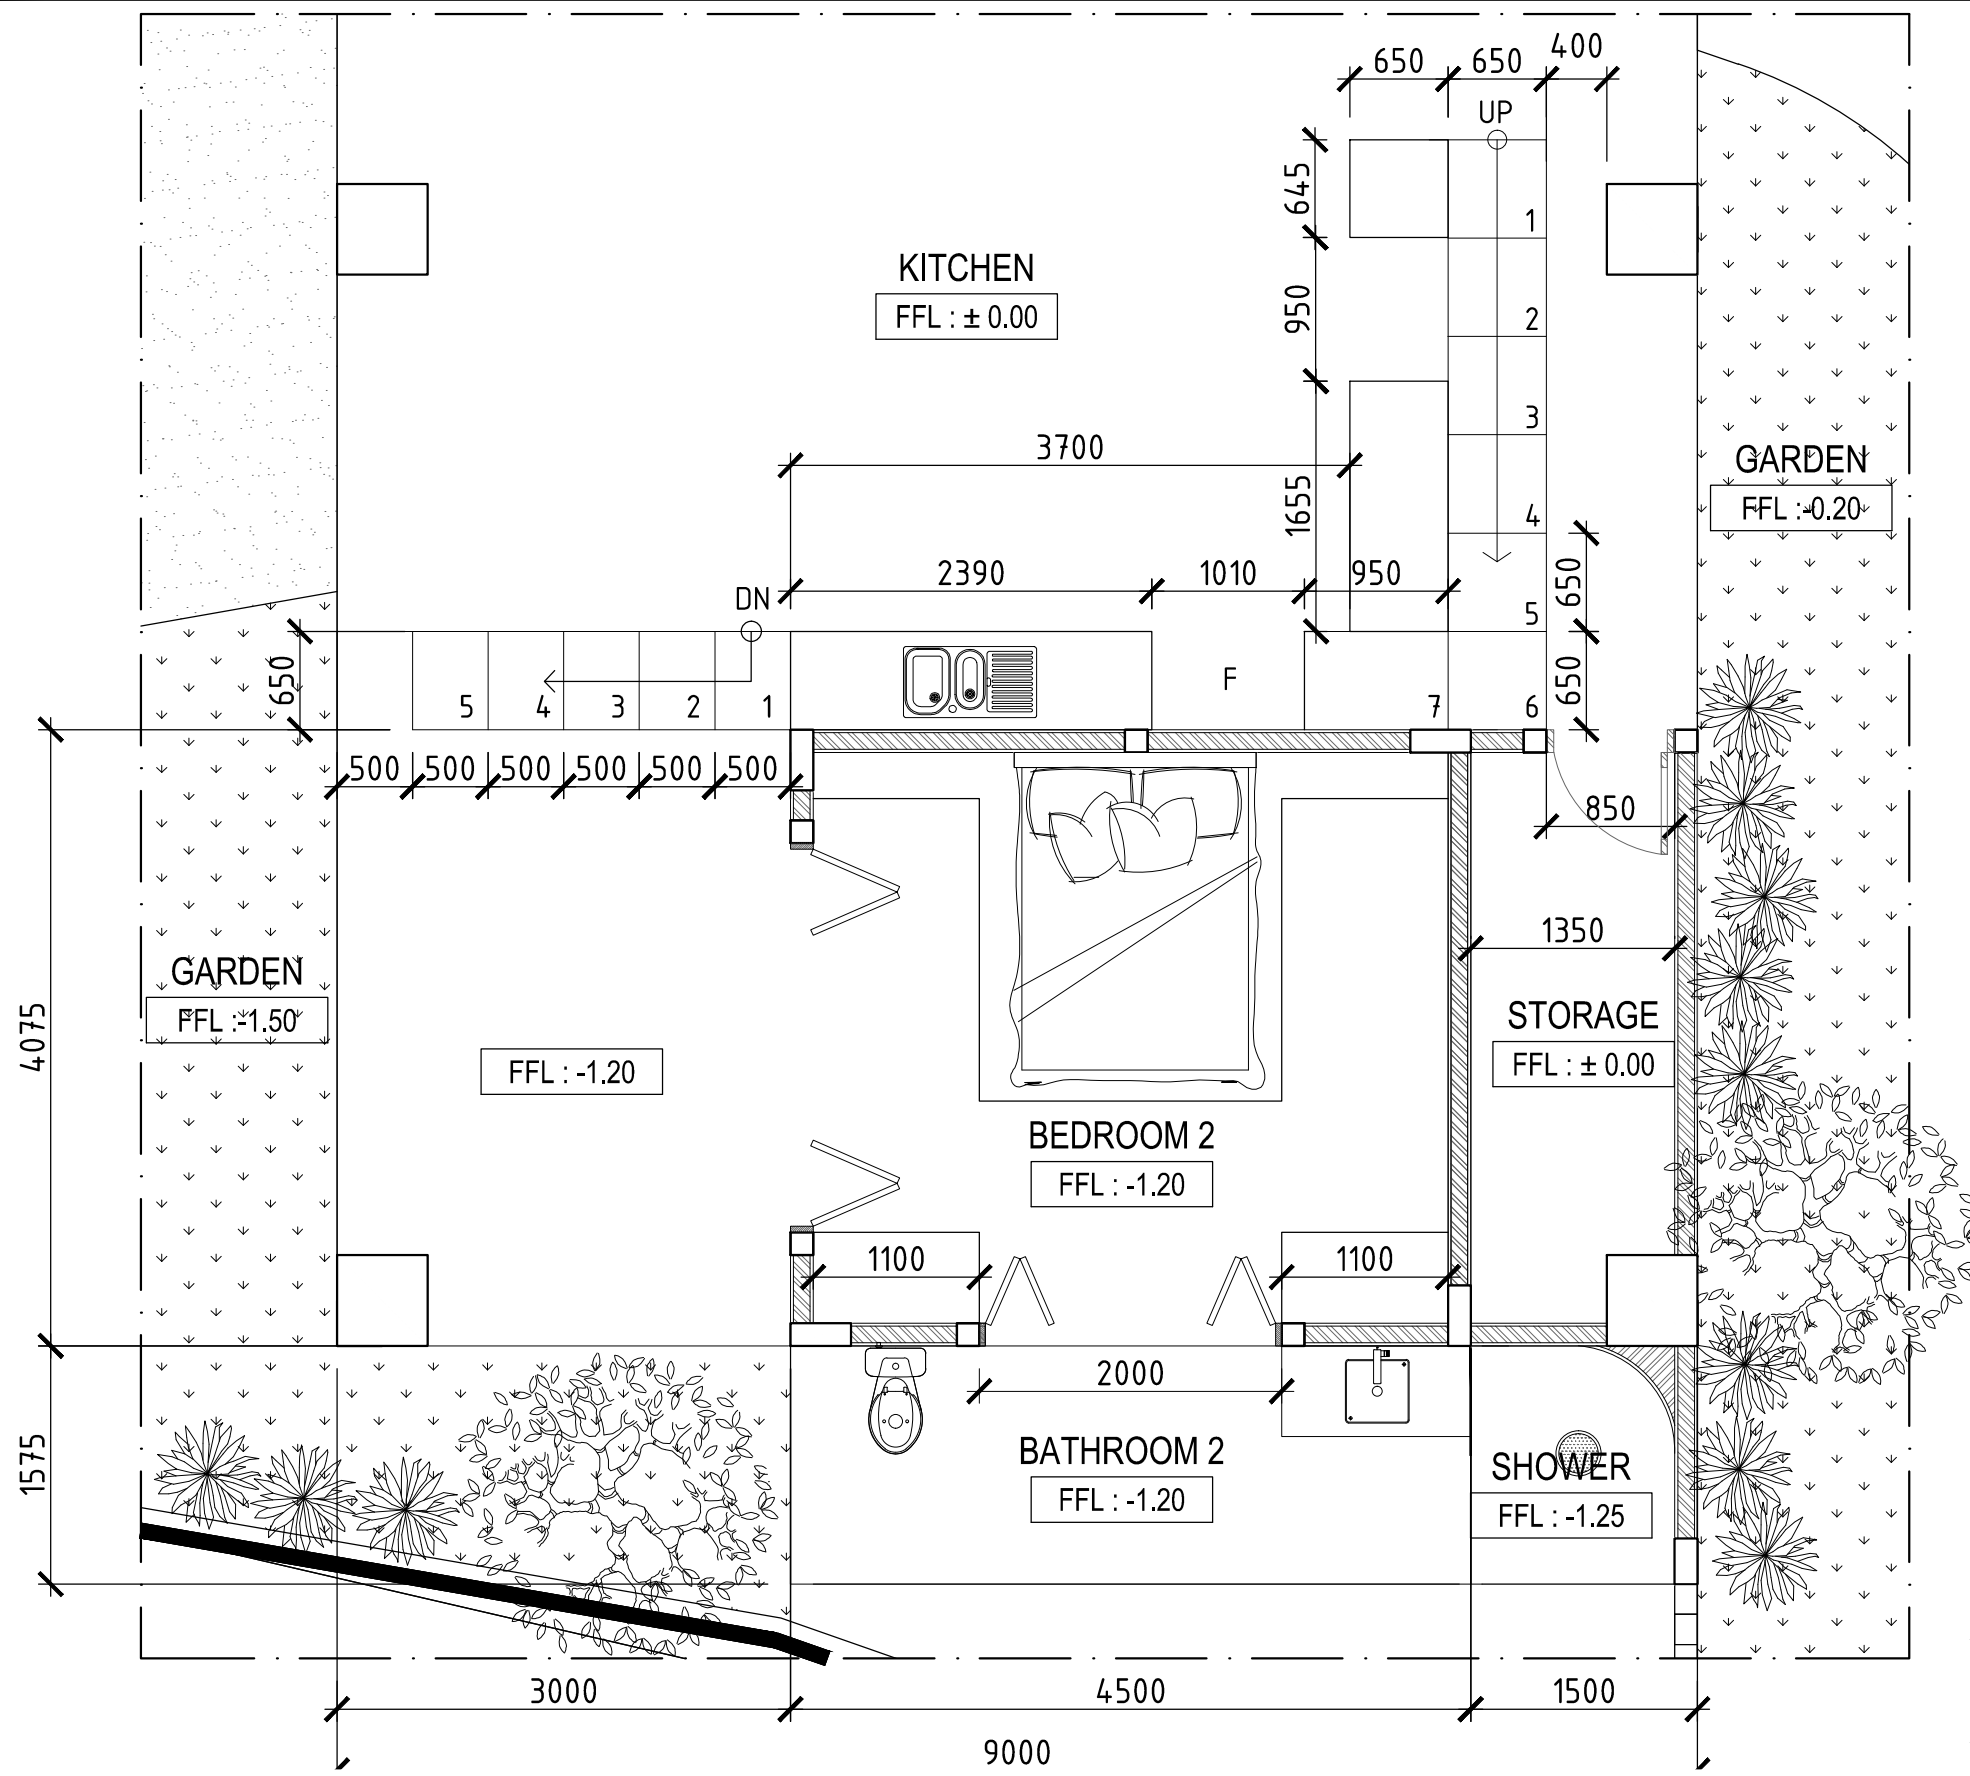 650 650 400
UP
645
1
KITCHEN
FFL : ± 0.00
950
2
3
3700
GARDEN
FFL :-0.20
1655
4
2390 1010 950
650
DN
5
650
5 4 3 2 1
F
7 6
650
500 500 500 500 500 500
850
1350
GARDEN
FFL :-1.50
4075
STORAGE
FFL : ± 0.00
FFL : -1.20
BEDROOM 2
FFL : -1.20
1100 1100
2000
1575
BATHROOM 2
FFL : -1.20
SHOWER
FFL : -1.25
3000 4500 1500
9000